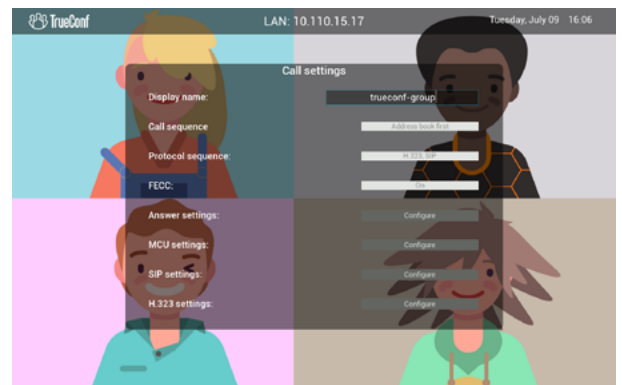 TrueConf LAN: 10.110.15.17 Tuesday, July 09 16:06
Call settings
Display name: trueconf-group
Call sequence Address book first
Protocol sequence: H.323, SIP
FECC: On
Answer settings: Configure
MCU settings: Configure
SIP settings: Configure
H.323 settings: Configure